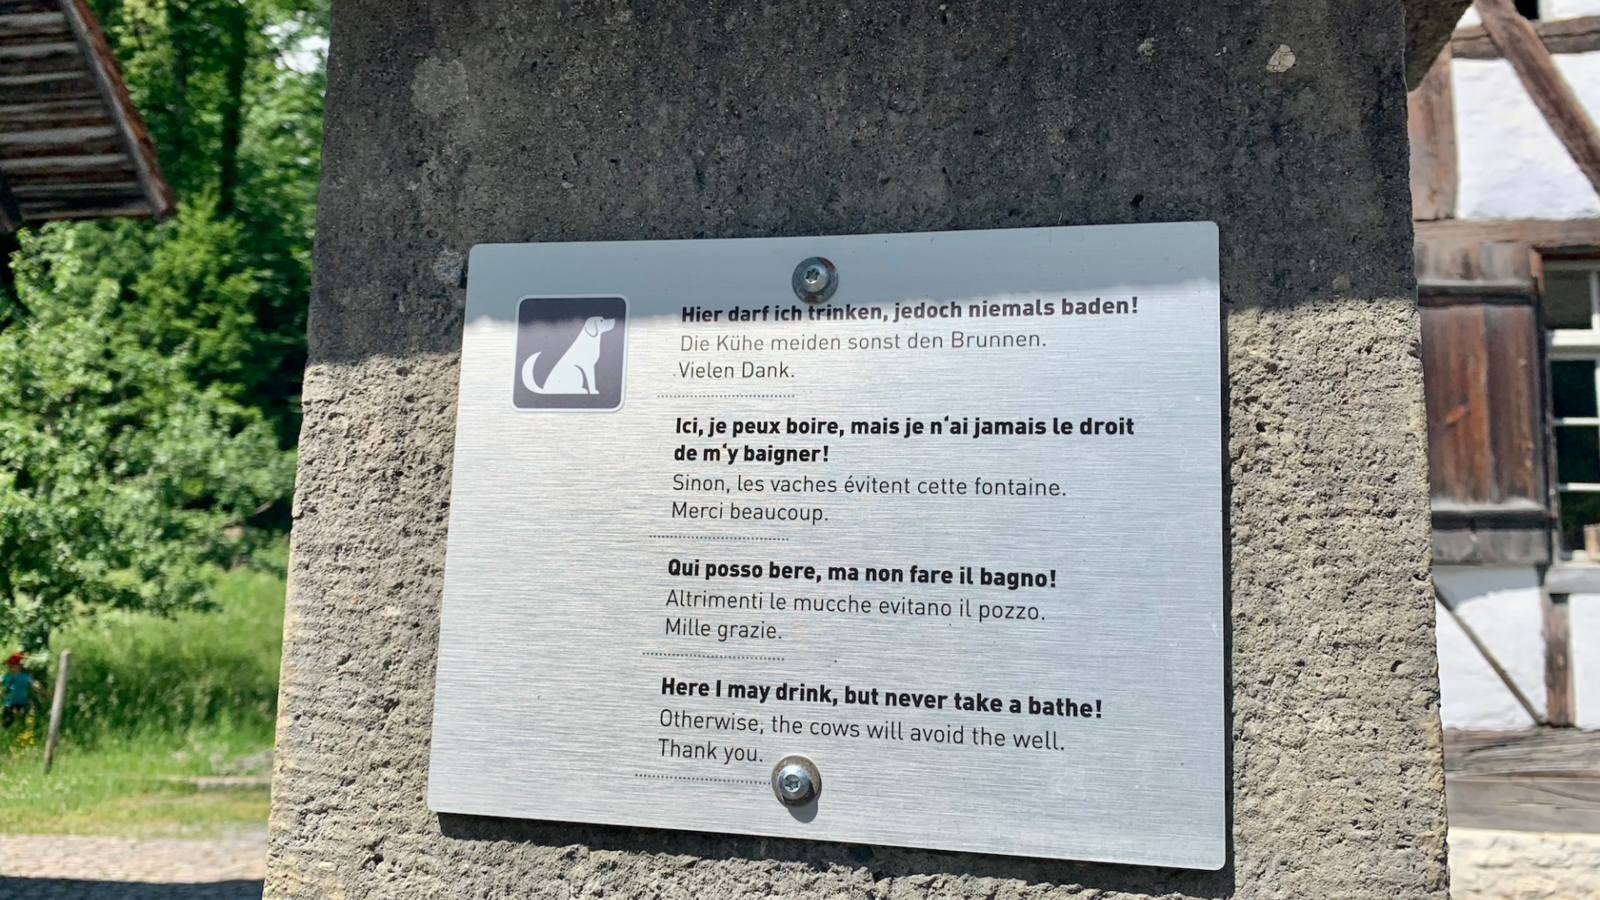 Hier darf ich trinken, jedoch niemals baden!
Die Kühe meiden sonst den Brunnen.
Vielen Dank.
Ici, je peux boire, mais je n‘ai jamais le droit
de m‘y baigner!
Sinon, les vaches évitent cette fontaine.
Merci beaucoup.
Qui posso bere, ma non fare il bagno!
Altrimenti le mucche evitano il pozzo.
Mille grazie.
Here I may drink, but never take a bathe!
Otherwise, the cows will avoid the well.
Thank you.